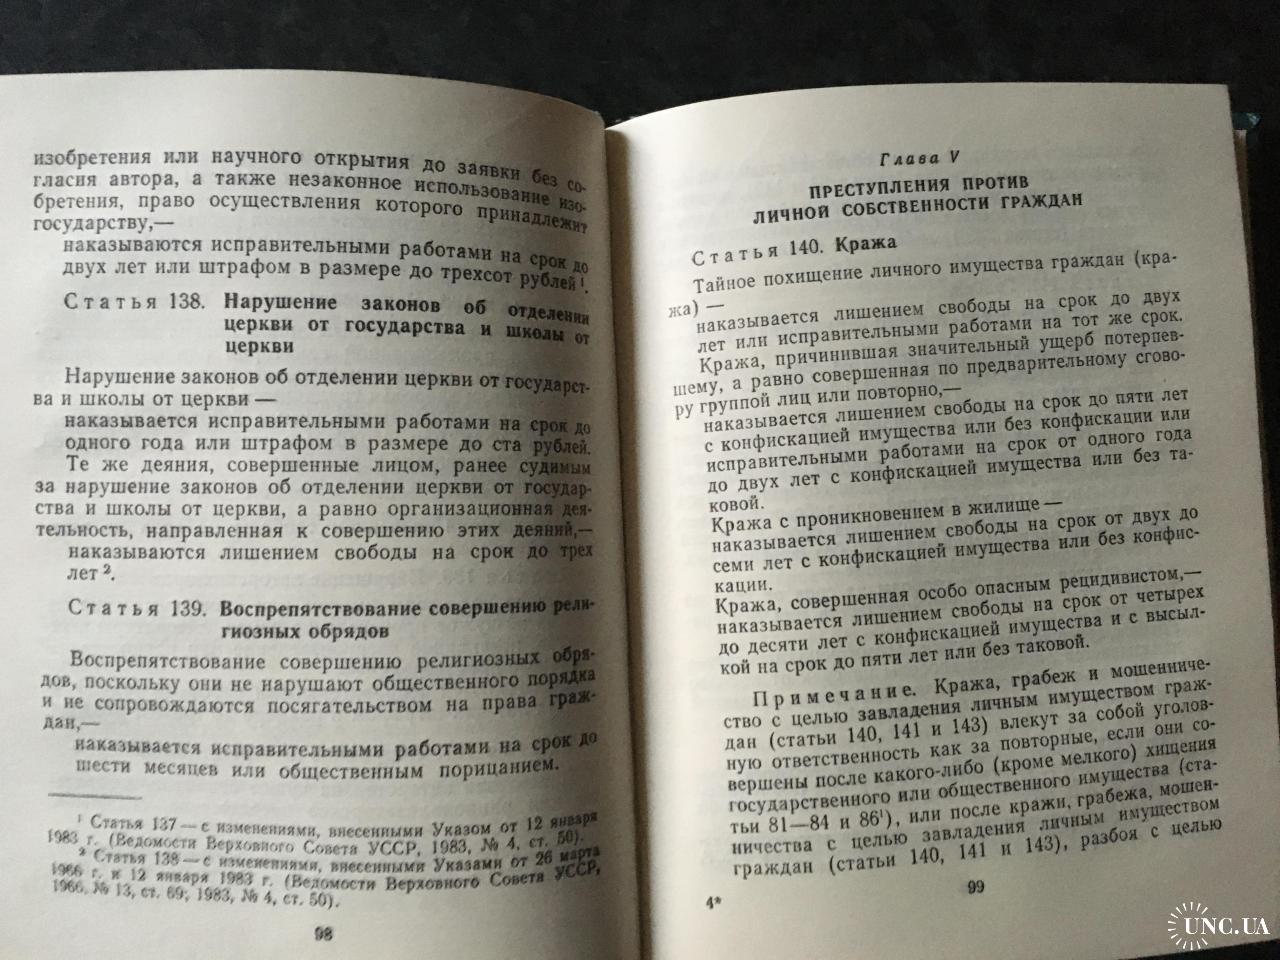 изобретения или научного открытия до заявки без со-
гласия автора, а также незаконное использование изо-
бретения, право осуществления которого принадлежит
государству,—
наказываются исправительными работами на срок до
двух лет или штрафом в размере до трехсот рублей ¹.
Статья 138. Нарушение законов об отделении
церкви от государства и школы от
церкви
Нарушение законов об отделении церкви от государст-
ва и школы от церкви —
наказывается исправительными работами на срок до
одного года или штрафом в размере до ста рублей.
Те же деяния, совершенные лицом, ранее судимым
за нарушение законов об отделении церкви от государ-
ства и школы от церкви, а равно организационная дея-
тельность, направленная к совершению этих деяний,—
наказываются лишением свободы на срок до трех
лет ².
Статья 139. Воспрепятствование совершению рели-
гиозных обрядов
Воспрепятствование совершению религиозных обря-
дов, поскольку они не нарушают общественного порядка
и не сопровождаются посягательством на права граж-
дан,—
наказывается исправительными работами на срок до
шести месяцев или общественным порицанием.
¹ Статья 137 — с изменениями, внесенными Указом от 12 января
1983 г. (Ведомости Верховного Совета УССР, 1983, № 4, ст. 50).
² Статья 138 — с изменениями, внесенными Указами от 26 марта
1966 г. и 12 января 1983 г. (Ведомости Верховного Совета УССР,
1966, № 13, ст. 69; 1983, № 4, ст. 50).
98
Глава V
ПРЕСТУПЛЕНИЯ ПРОТИВ
ЛИЧНОЙ СОБСТВЕННОСТИ ГРАЖДАН
Статья 140. Кража
Тайное похищение личного имущества граждан (кра-
жа) —
наказывается лишением свободы на срок до двух
лет или исправительными работами на тот же срок.
Кража, причинившая значительный ущерб потерпев-
шему, а равно совершенная по предварительному сгово-
ру группой лиц или повторно,—
наказывается лишением свободы на срок до пяти лет
с конфискацией имущества или без конфискации или
исправительными работами на срок от одного года
до двух лет с конфискацией имущества или без та-
ковой.
Кража с проникновением в жилище —
наказывается лишением свободы на срок от двух до
семи лет с конфискацией имущества или без конфис-
кации.
Кража, совершенная особо опасным рецидивистом,—
наказывается лишением свободы на срок от четырех
до десяти лет с конфискацией имущества и с высыл-
кой на срок до пяти лет или без таковой.
Примечание. Кража, грабеж и мошенниче-
ство с целью завладения личным имуществом граж-
дан (статьи 140, 141 и 143) влекут за собой уголов-
ную ответственность как за повторные, если они со-
вершены после какого-либо (кроме мелкого) хищения
государственного или общественного имущества (ста-
тьи 81—84 и 86¹), или после кражи, грабежа, мошен-
ничества с целью завладения личным имуществом
граждан (статьи 140, 141 и 143), разбоя с целью
4*
99
UNC.UA